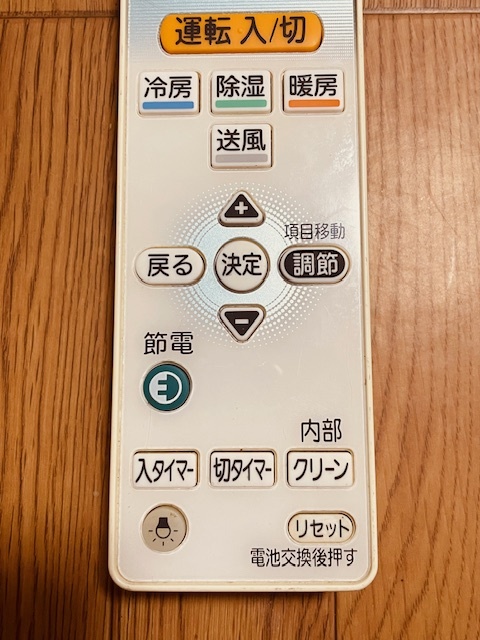 運転 入/切
冷房 除湿 暖房
送風
+
項目移動
戻る 決定 調節
-
節電
内部
入タイマー 切タイマー クリーン
リセット
電池交換後押す